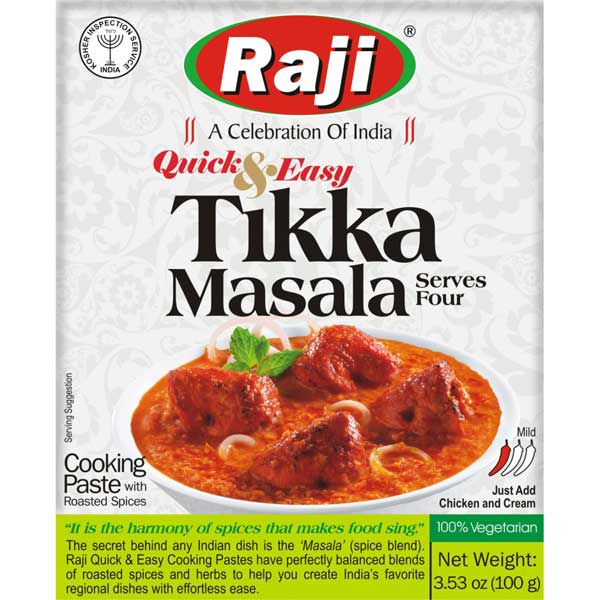 KOSHER INSPECTION SERVICE
INDIA
Raji ®
A Celebration Of India
Quick & Easy
Tikka
Masala
Serves
Four
Serving Suggestion
Mild
Cooking
Paste with
Roasted Spices
Just Add
Chicken and Cream
"It is the harmony of spices that makes food sing."
The secret behind any Indian dish is the 'Masala' (spice blend).
Raji Quick & Easy Cooking Pastes have perfectly balanced blends
of roasted spices and herbs to help you create India's favorite
regional dishes with effortless ease.
100% Vegetarian
Net Weight:
3.53 oz (100 g)